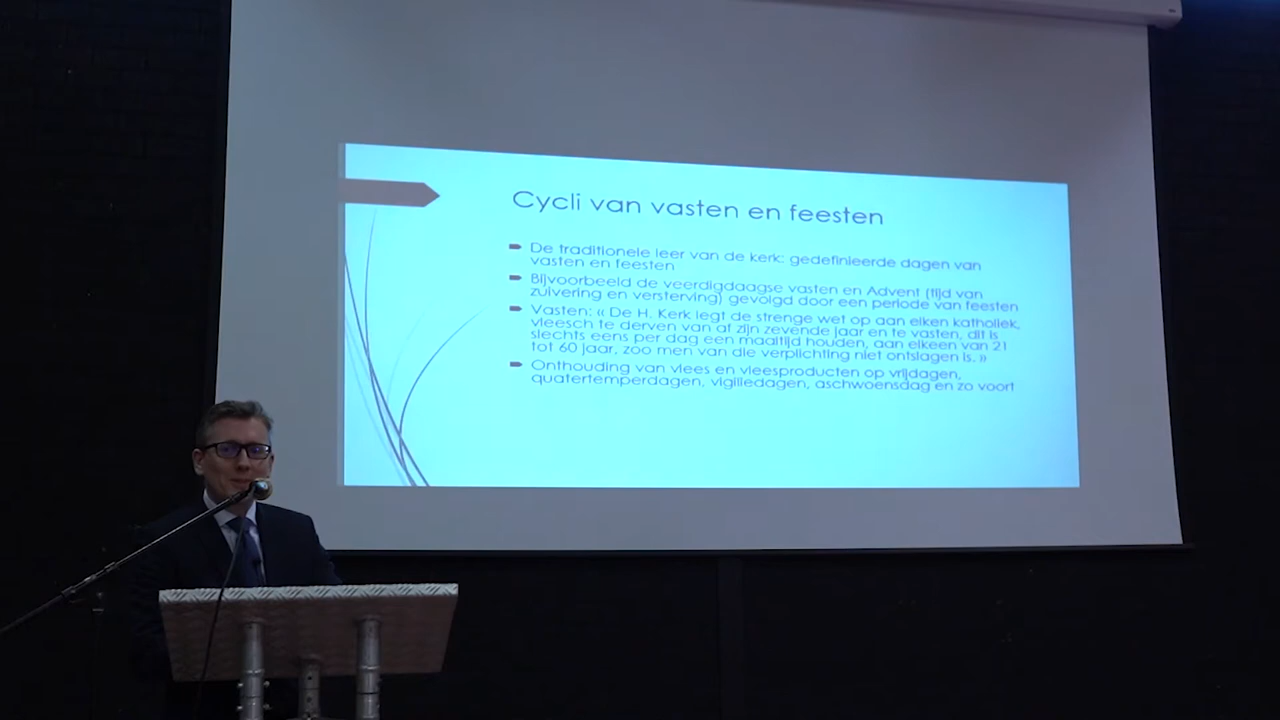 Cycli van vasten en feesten
De traditionele leer van de kerk: gedefinieerde dagen van
vasten en feesten
Bijvoorbeeld de veerdigdaagse vasten en Advent (tijd van
zuivering en versterving) gevolgd door een periode van feesten
Vasten: « De H. Kerk legt de strenge wet op aan elken katholiek,
vleesch te derven van af zijn zevende jaar en te vasten, dit is
slechts eens per dag een maaltijd houden, aan elkeen van 21
tot 60 jaar, zoo men van die verplichting niet ontslagen is. »
Onthouding van vlees en vleesproducten op vrijdagen,
quatertemperdagen, vigiliedagen, aschwoensdag en zo voort